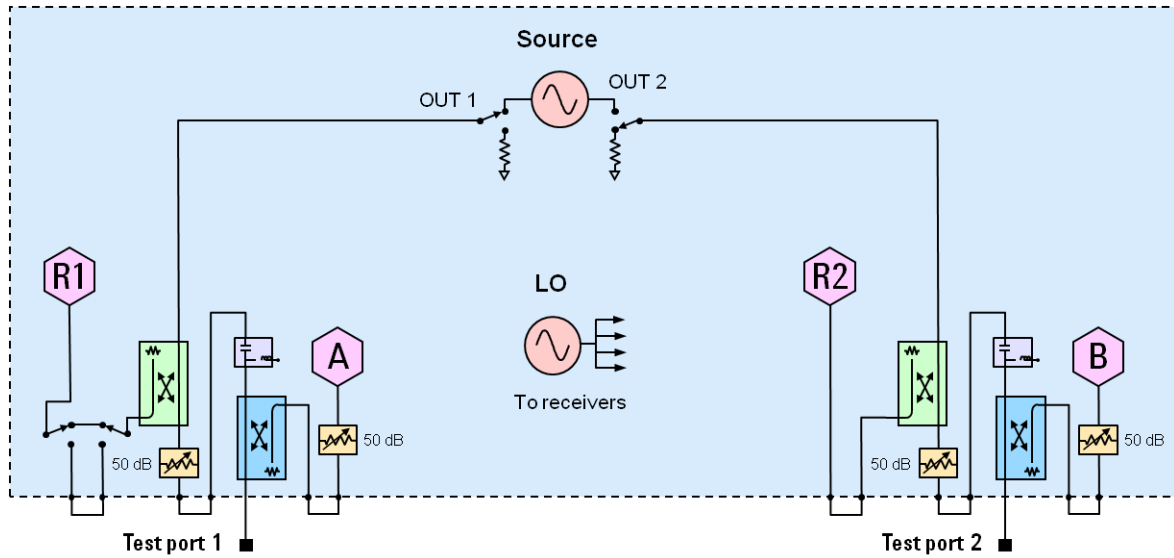 Source
OUT 1
OUT 2
R1
LO
R2
A
B
To receivers
50 dB
50 dB
50 dB
50 dB
Test port 1
Test port 2